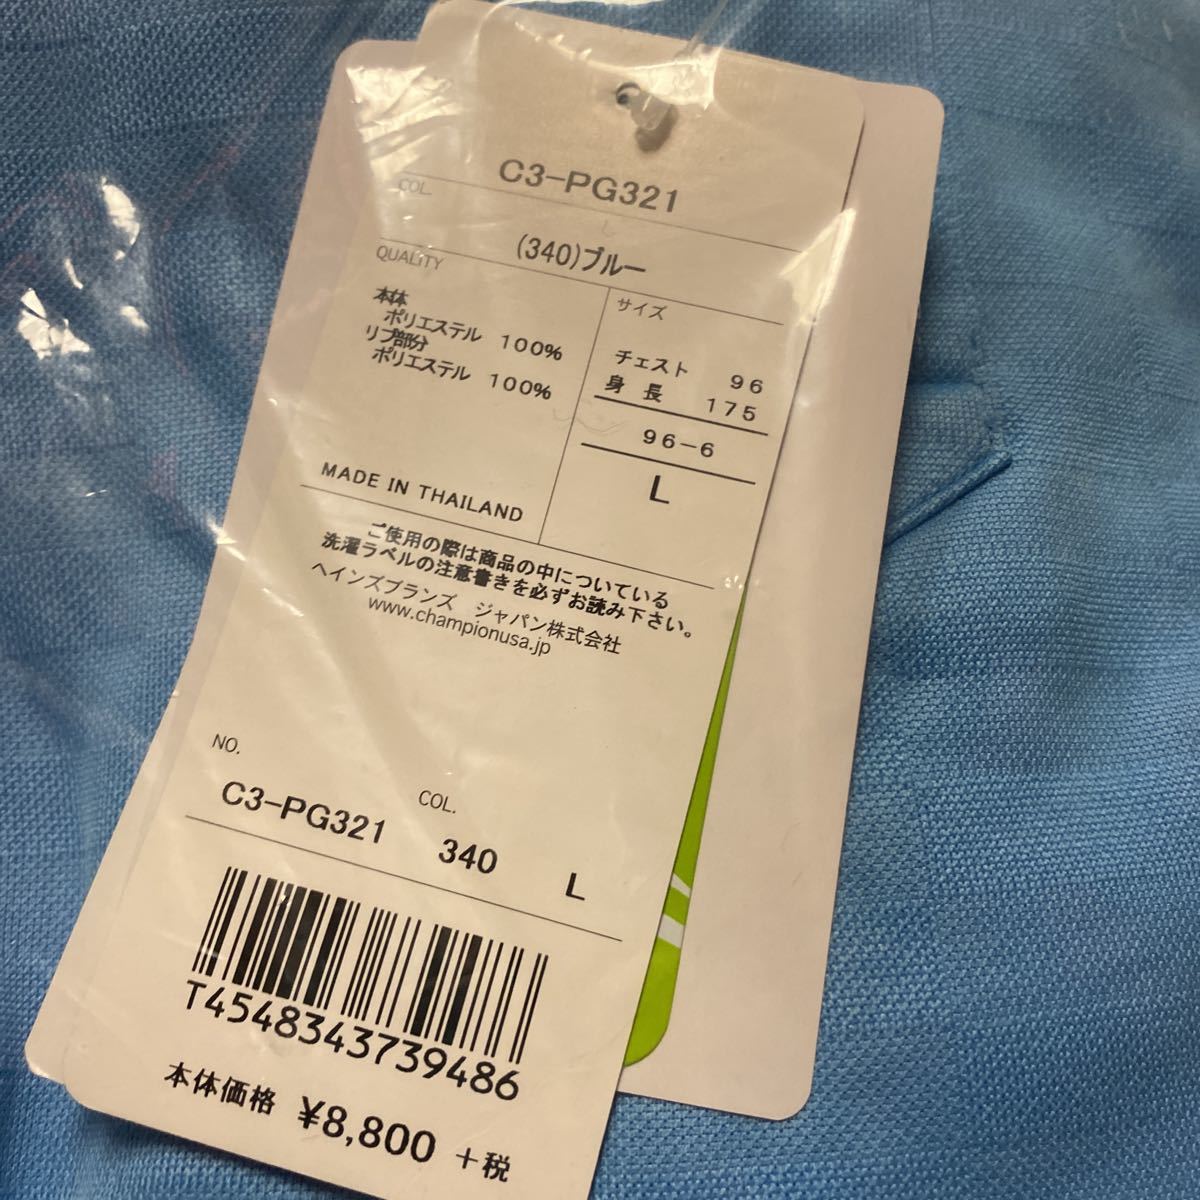 C3-PG321
COL.
(340)ブルー
QUALITY
本体
ポリエステル 100%
リブ部分
ポリエステル 100%
MADE IN THAILAND
サイズ
チェスト 96
身長 175
96-6
L
ご使用の際は商品の中についている
洗濯ラベルの注意書きを必ずお読み下さい。
ヘインズブランズ ジャパン株式会社
www.championusa.jp
NO.
COL.
C3-PG321 340 L
T4548343739486
本体価格 ¥8,800 +税